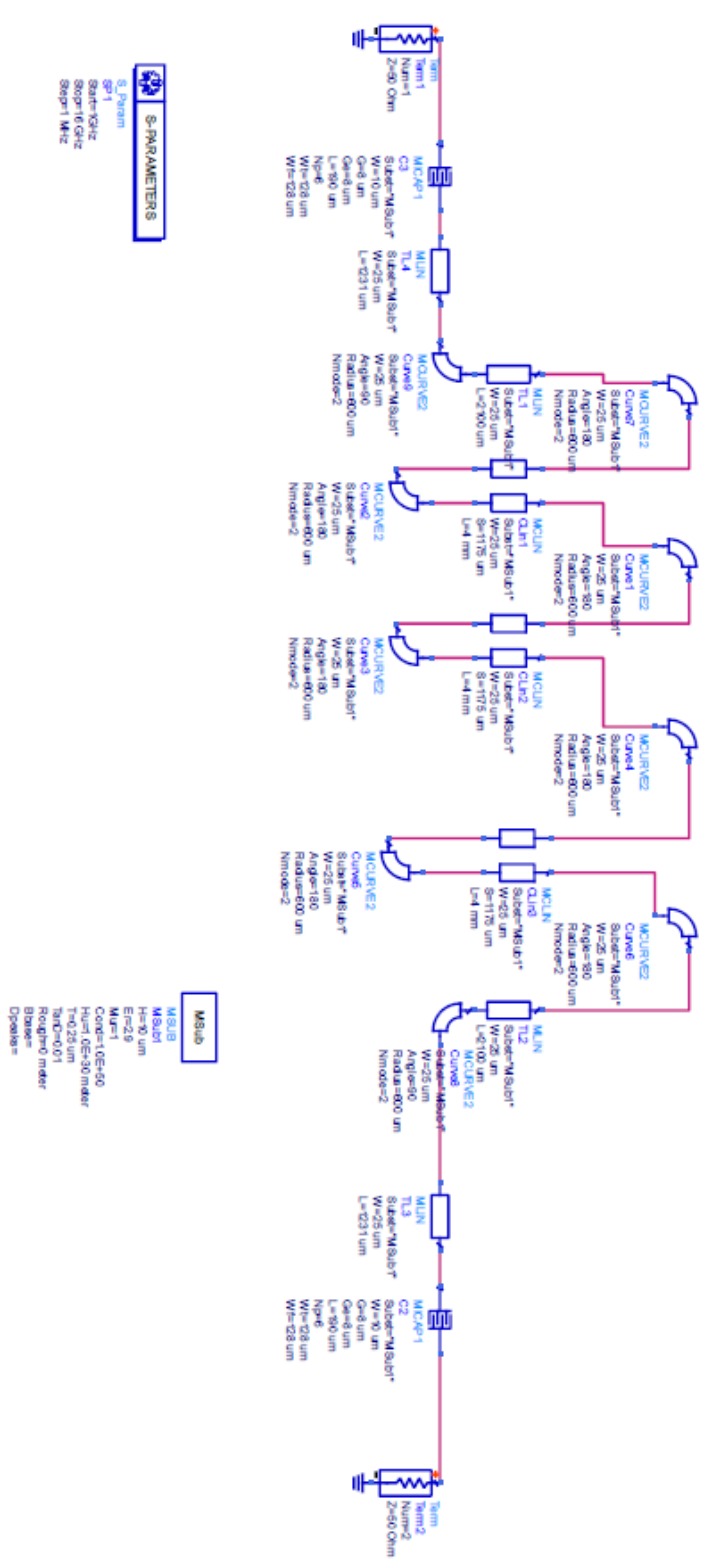 MCURVE2
Curve7
Subst="MSub1"
W=25 um
Angle=180
Radius=600 um
Nmode=2
MCURVE2
Curve1
Subst="MSub1"
W=25 um
Angle=180
Radius=600 um
Nmode=2
MCURVE2
Curve4
Subst="MSub1"
W=25 um
Angle=180
Radius=600 um
Nmode=2
MCURVE2
Curve6
Subst="MSub1"
W=25 um
Angle=180
Radius=600 um
Nmode=2
MLIN
TL1
Subst="MSub1"
W=25 um
L=2100 um
MCLIN
CLin1
Subst="MSub1"
W=25 um
S=1175 um
L=4 mm
MCLIN
CLin2
Subst="MSub1"
W=25 um
S=1175 um
L=4 mm
MCLIN
CLin3
Subst="MSub1"
W=25 um
S=1175 um
L=4 mm
MLIN
TL2
Subst="MSub1"
W=25 um
L=2100 um
Term
Term1
Num=1
Z=50 Ohm
MICAP1
C3
Subst="MSub1"
W=10 um
G=8 um
Ge=8 um
L=190 um
Np=6
Wt=128 um
Wf=128 um
MLIN
TL4
Subst="MSub1"
W=25 um
L=1231 um
MCURVE2
Curve9
Subst="MSub1"
W=25 um
Angle=90
Radius=600 um
Nmode=2
MCURVE2
Curve2
Subst="MSub1"
W=25 um
Angle=180
Radius=600 um
Nmode=2
MCURVE2
Curve3
Subst="MSub1"
W=25 um
Angle=180
Radius=600 um
Nmode=2
MCURVE2
Curve5
Subst="MSub1"
W=25 um
Angle=180
Radius=600 um
Nmode=2
MCURVE2
Curve8
Subst="MSub1"
W=25 um
Angle=90
Radius=600 um
Nmode=2
MLIN
TL3
Subst="MSub1"
W=25 um
L=1231 um
MICAP1
C2
Subst="MSub1"
W=10 um
G=8 um
Ge=8 um
L=190 um
Np=6
Wt=128 um
Wf=128 um
Term
Term2
Num=2
Z=50 Ohm
S-PARAMETERS
S_Param
SP1
Start=1GHz
Stop=16 GHz
Step=1 MHz
MSub
MSUB
MSub1
H=10 um
Er=2.9
Mur=1
Cond=1.0E+50
Hu=1.0E+30 meter
T=0.25 um
TanD=0.01
Rough=0 meter
Bbase=
Dpeaks=